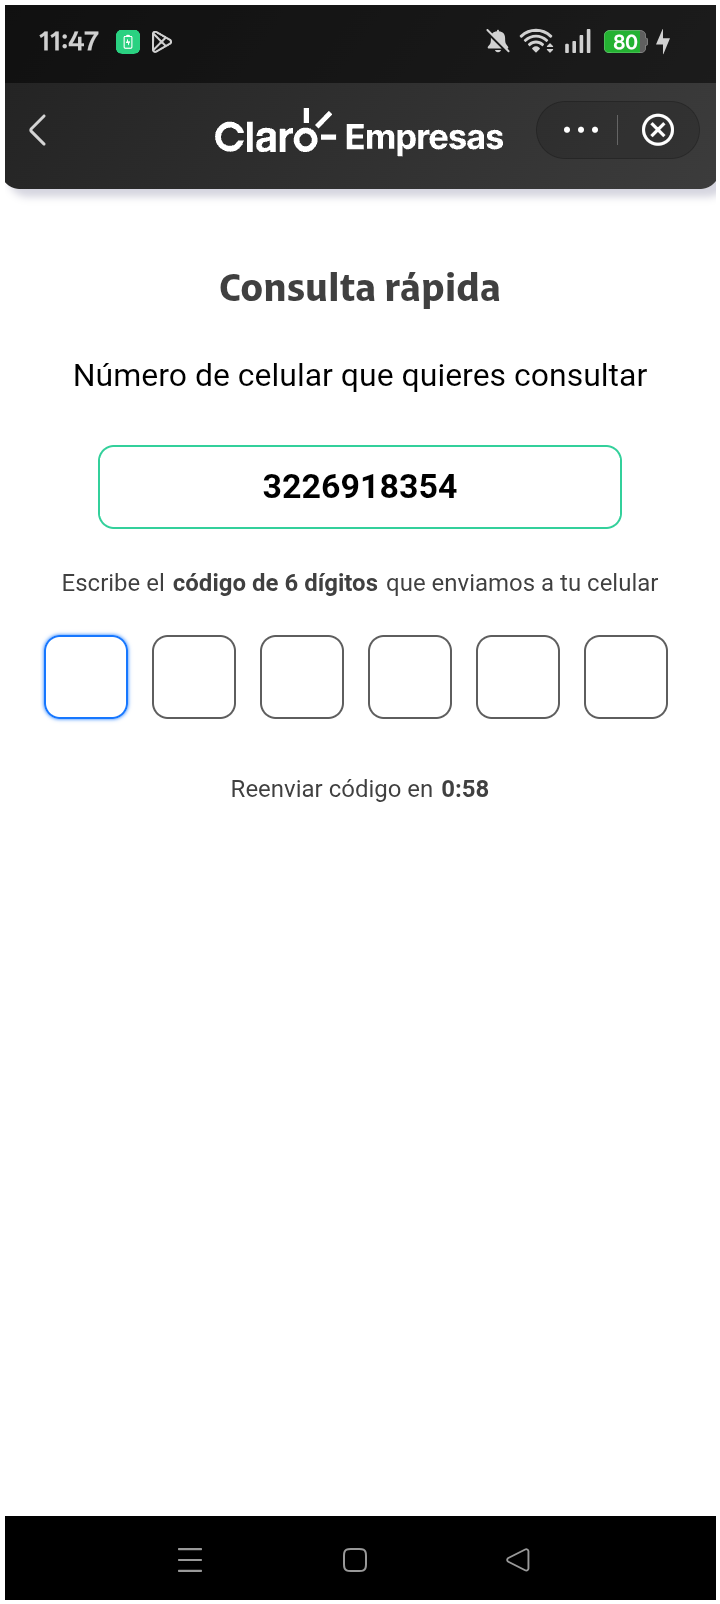 11:47 80
Claro Empresas
Consulta rápida
Número de celular que quieres consultar
3226918354
Escribe el código de 6 dígitos que enviamos a tu celular
Reenviar código en 0:58